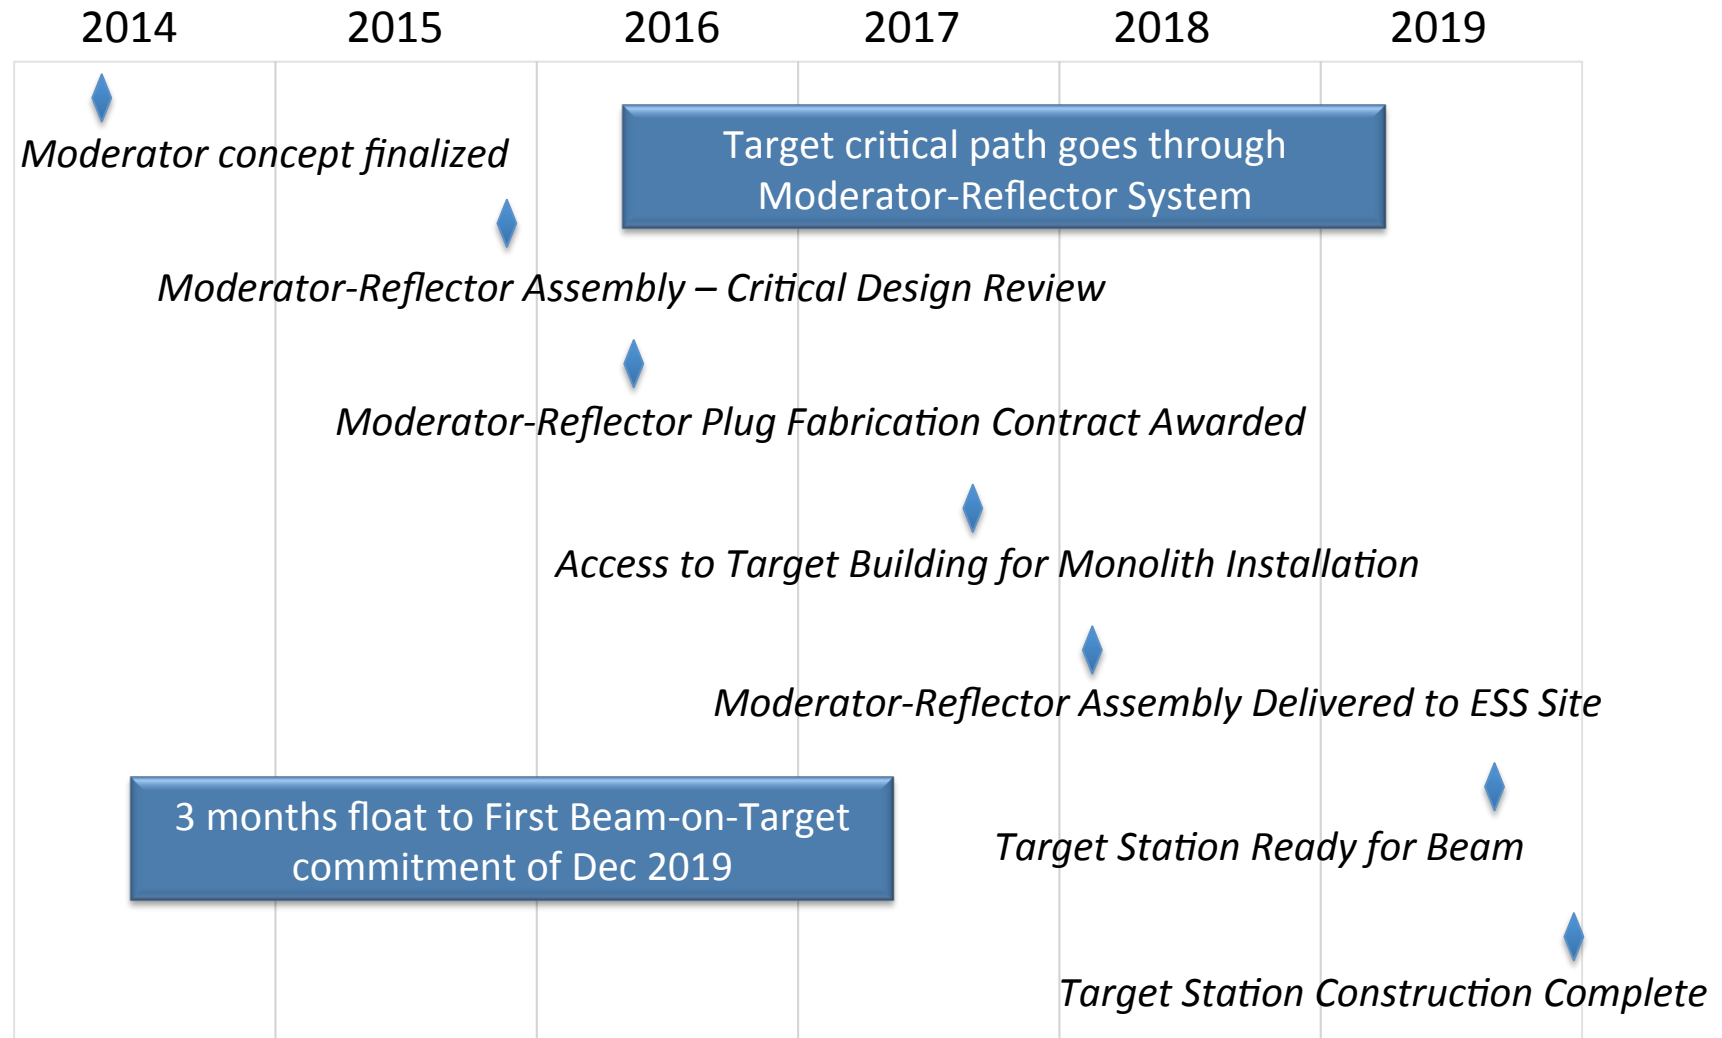 2014 2015 2016 2017 2018 2019
Moderator concept finalized
Target critical path goes through
Moderator-Reflector System
Moderator-Reflector Assembly – Critical Design Review
Moderator-Reflector Plug Fabrication Contract Awarded
Access to Target Building for Monolith Installation
Moderator-Reflector Assembly Delivered to ESS Site
3 months float to First Beam-on-Target
commitment of Dec 2019
Target Station Ready for Beam
Target Station Construction Complete